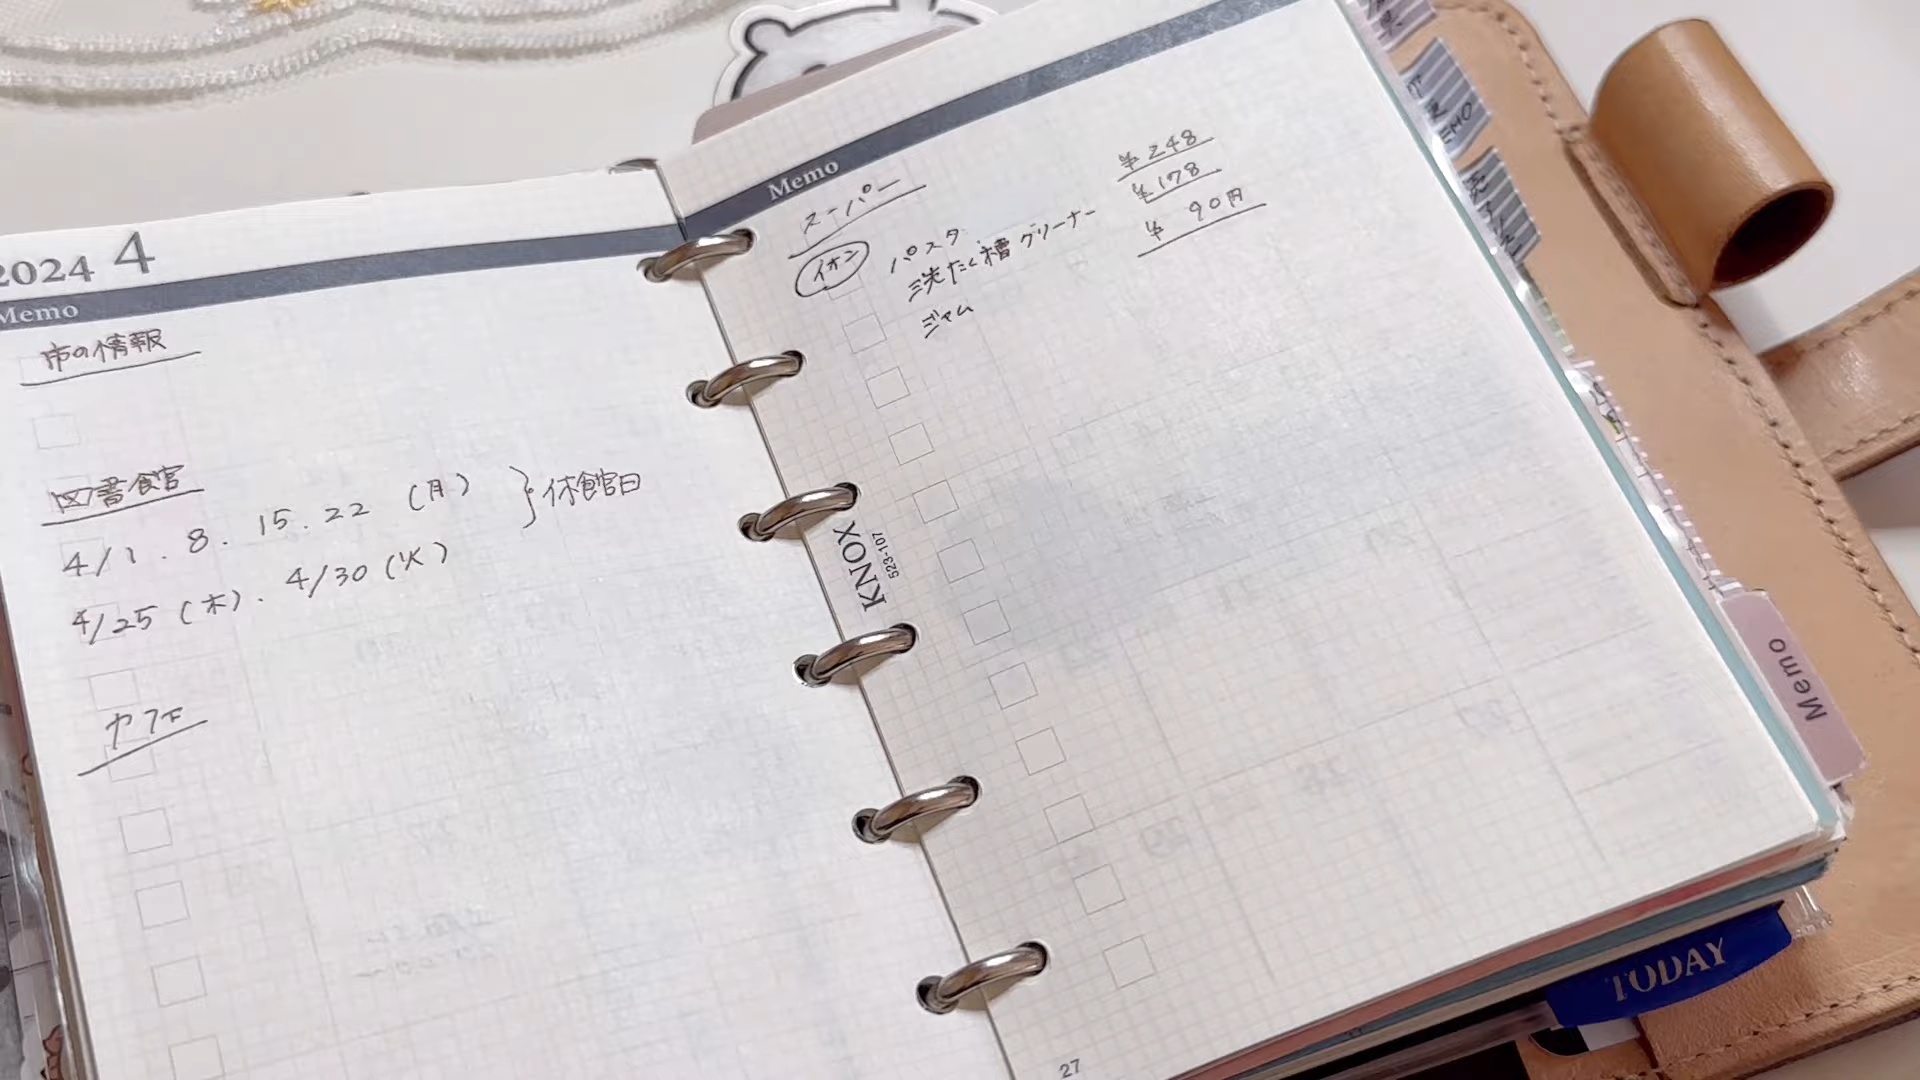 2024 4
Memo
市の情報
図書館
4/1. 8. 15. 22 (月)
4/25 (木). 4/30 (火)
} 休館日
カフェ
Memo
スーパー
イオン
パスタ ¥248
洗たく槽クリーナー ¥178
ジャム ¥90円
KNOX
523-107
27
MEMO
Memo
TODAY